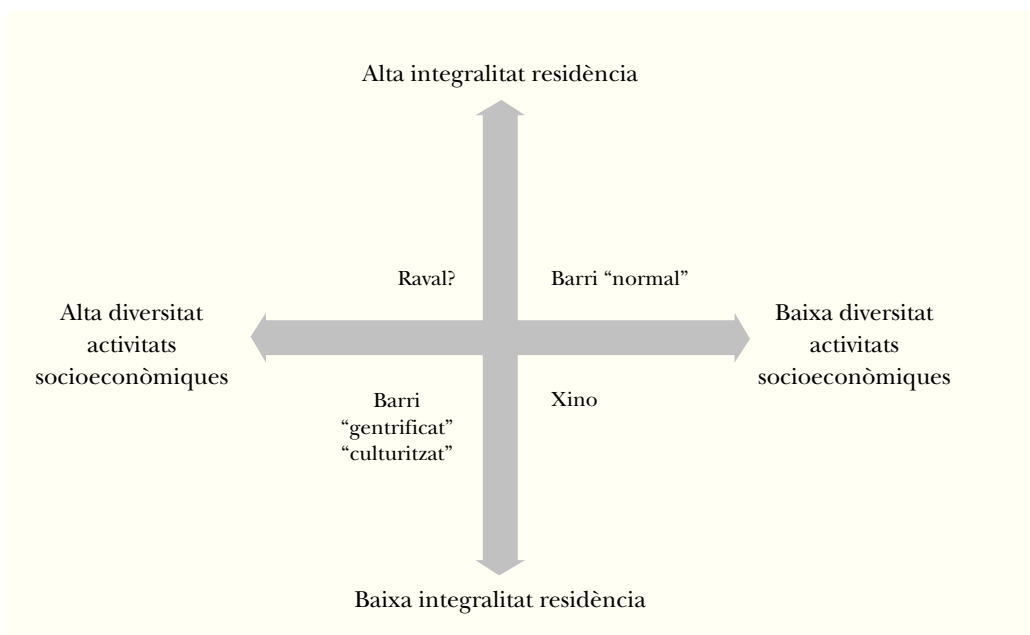 Alta integralitat residència
Raval?
Barri “normal”
Alta diversitat
activitats
socioeconòmiques
Baixa diversitat
activitats
socioeconòmiques
Barri
“gentrificat”
“culturitzat”
Xino
Baixa integralitat residència